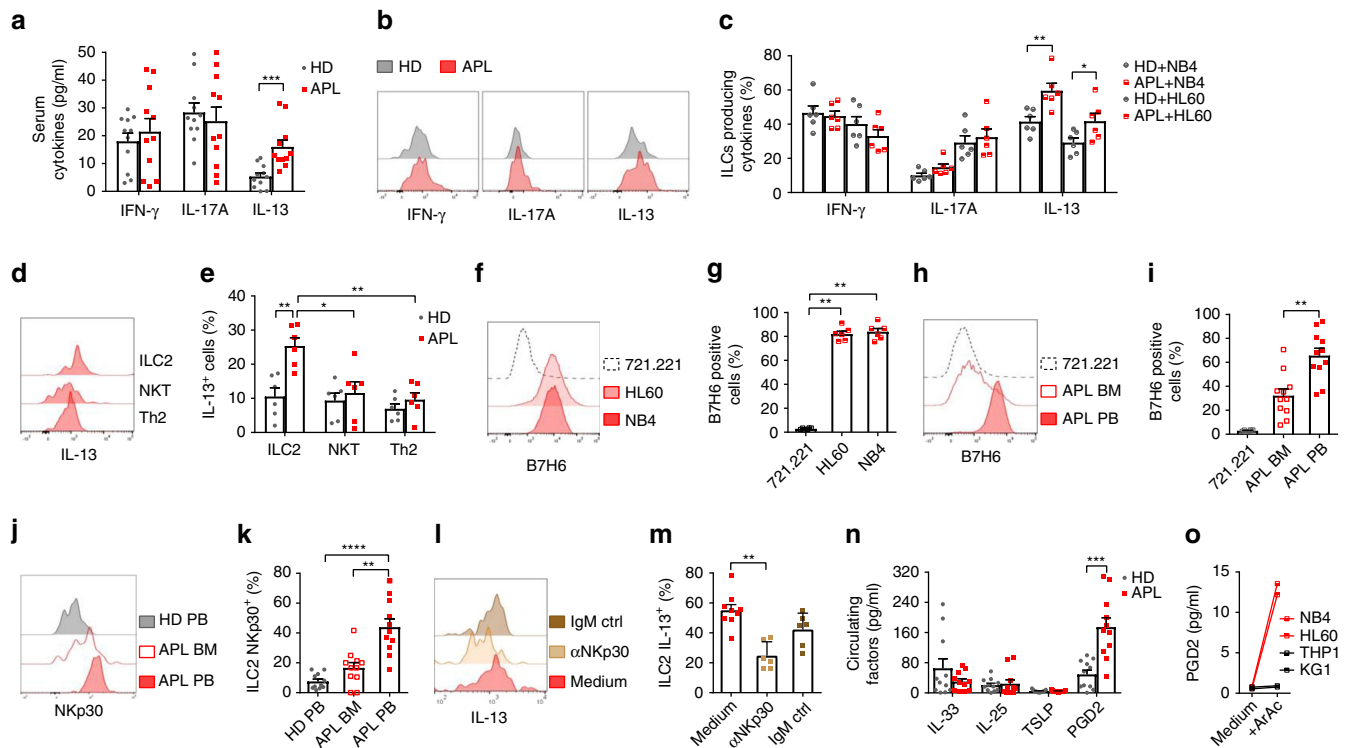 a
Serum
cytokines (pg/ml)
50
40
30
20
10
0
***
HD
APL
IFN-γ
IL-17A
IL-13
b
HD
APL
IFN-γ
IL-17A
IL-13
c
ILCs producing
cytokines (%)
80
60
40
20
0
**
*
HD+NB4
APL+NB4
HD+HL60
APL+HL60
IFN-γ
IL-17A
IL-13
d
ILC2
NKT
Th2
IL-13
e
IL-13+ cells (%)
40
30
20
10
0
**
*
**
HD
APL
ILC2
NKT
Th2
f
721.221
HL60
NB4
B7H6
g
B7H6 positive
cells (%)
100
80
60
40
20
0
**
**
721.221
HL60
NB4
h
721.221
APL BM
APL PB
B7H6
i
B7H6 positive
cells (%)
100
80
60
40
20
0
**
721.221
APL BM
APL PB
j
HD PB
APL BM
APL PB
NKp30
k
ILC2 NKp30+ (%)
80
60
40
20
0
****
**
HD PB
APL BM
APL PB
l
IgM ctrl
αNKp30
Medium
IL-13
m
ILC2 IL-13+ (%)
100
80
60
40
20
0
**
Medium
αNKp30
IgM ctrl
n
Circulating
factors (pg/ml)
320
240
160
80
0
***
HD
APL
IL-33
IL-25
TSLP
PGD2
o
PGD2 (pg/ml)
15
10
5
0
NB4
HL60
THP1
KG1
Medium
+ArAc